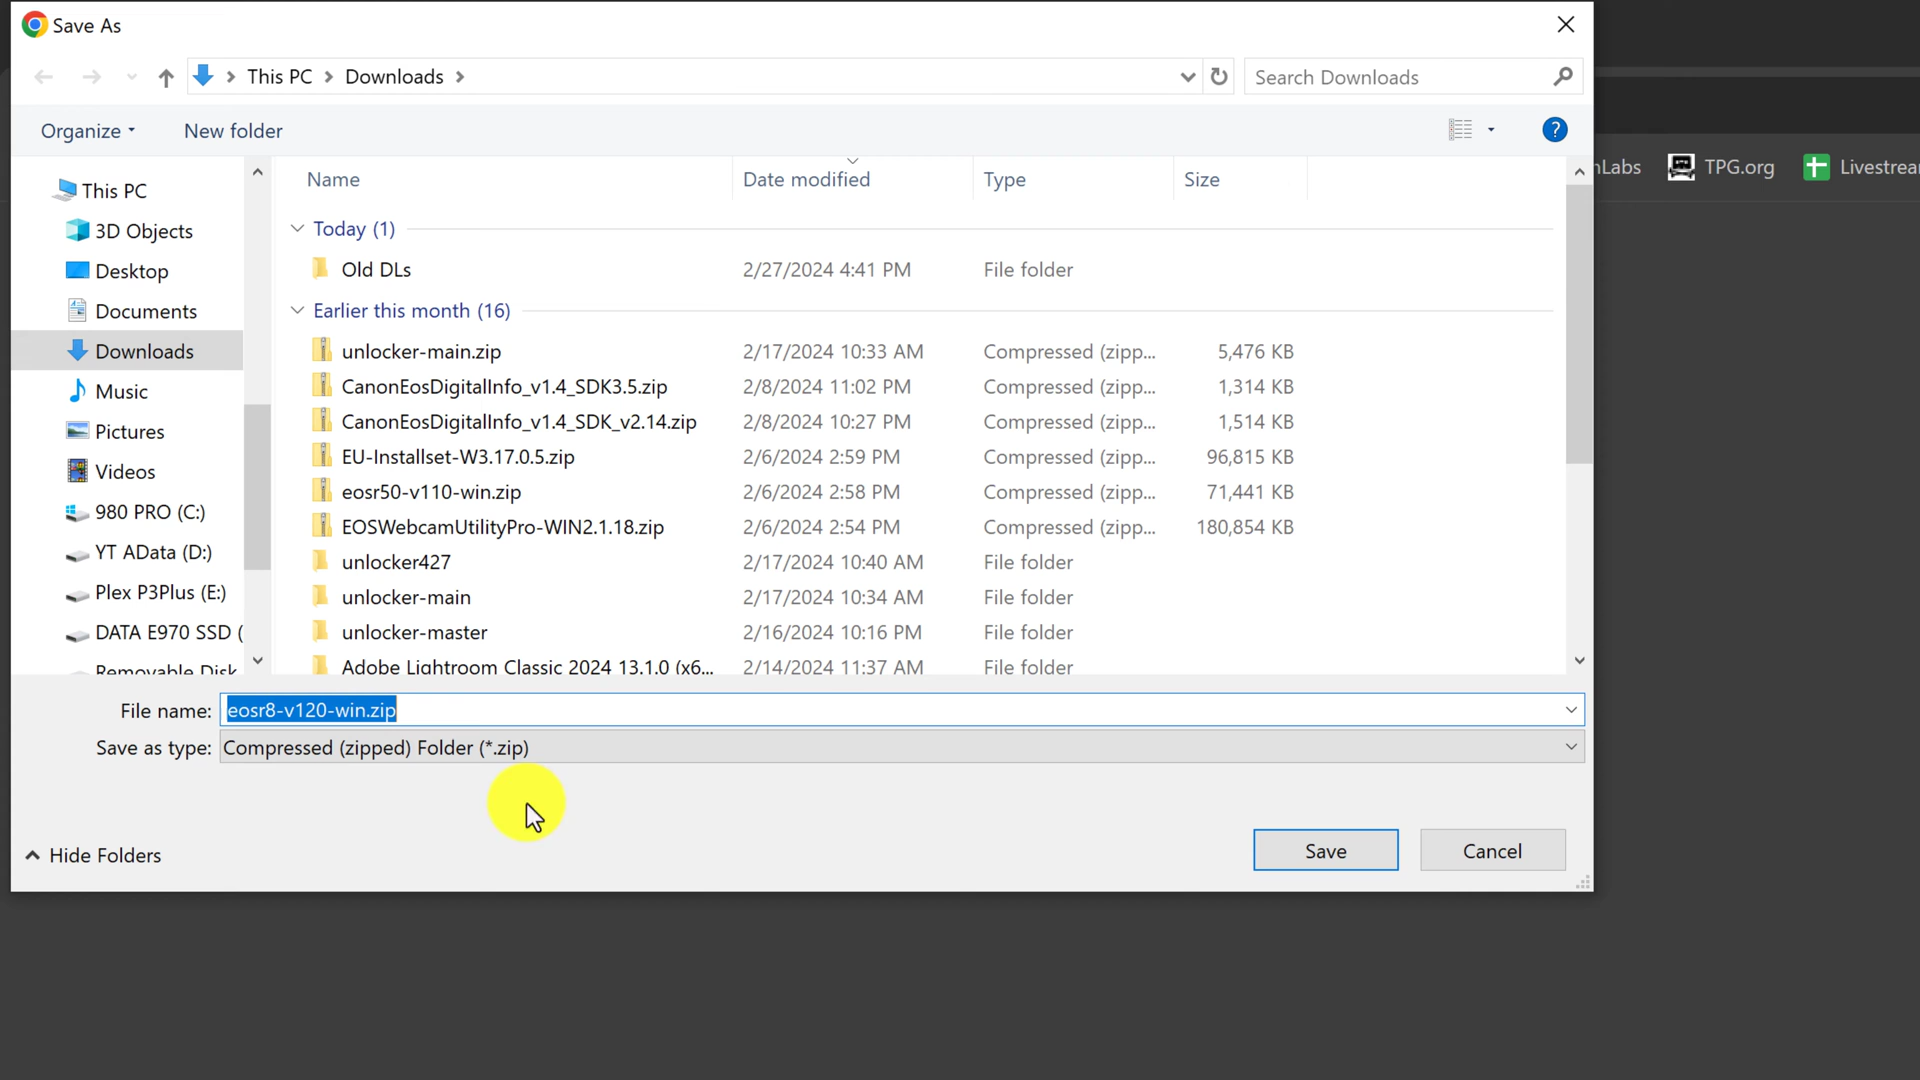 Save As
This PC > Downloads >
Search Downloads
Organize
New folder
?
nLabs
TPG.org
Livestrea
This PC
3D Objects
Desktop
Documents
Downloads
Music
Pictures
Videos
980 PRO (C:)
YT AData (D:)
Plex P3Plus (E:)
DATA E970 SSD (
Removable Disk
Name Date modified Type Size
Today (1)
Old DLs 2/27/2024 4:41 PM File folder
Earlier this month (16)
unlocker-main.zip 2/17/2024 10:33 AM Compressed (zipp... 5,476 KB
CanonEosDigitalInfo_v1.4_SDK3.5.zip 2/8/2024 11:02 PM Compressed (zipp... 1,314 KB
CanonEosDigitalInfo_v1.4_SDK_v2.14.zip 2/8/2024 10:27 PM Compressed (zipp... 1,514 KB
EU-Installset-W3.17.0.5.zip 2/6/2024 2:59 PM Compressed (zipp... 96,815 KB
eosr50-v110-win.zip 2/6/2024 2:58 PM Compressed (zipp... 71,441 KB
EOSWebcamUtilityPro-WIN2.1.18.zip 2/6/2024 2:54 PM Compressed (zipp... 180,854 KB
unlocker427 2/17/2024 10:40 AM File folder
unlocker-main 2/17/2024 10:34 AM File folder
unlocker-master 2/16/2024 10:16 PM File folder
Adobe Lightroom Classic 2024 13.1.0 (x6... 2/14/2024 11:37 AM File folder
File name: eosr8-v120-win.zip
Save as type: Compressed (zipped) Folder (*.zip)
Hide Folders
Save
Cancel